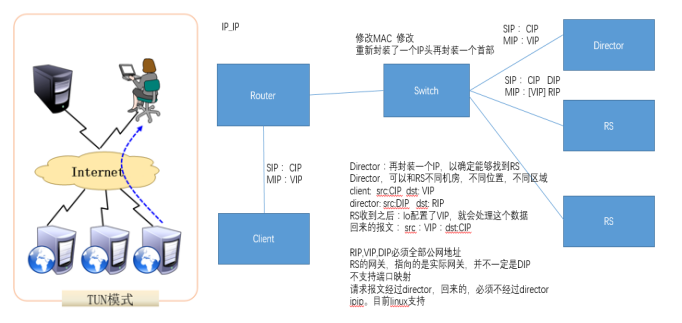 IP_IP
修改MAC 修改
重新封装了一个IP头再封装一个首部
SIP： CIP
MIP：VIP
Director
Router
Switch
SIP： CIP DIP
MIP：[VIP] RIP
RS
Internet
SIP： CIP
MIP：VIP
Director：再封装一个IP，以确定能够找到RS
Director，可以和RS不同机房、不同位置、不同区域
client: src:CIP dst: VIP
director: src:DIP dst: RIP
RS收到之后：lo配置了VIP，就会处理这个数据
回来的报文： src：VIP：dst:CIP
RS
Client
RIP,VIP,DIP必须全部公网地址
RS的网关，指向的是实际网关，并不一定是DIP
不支持端口映射
请求报文经过director，回来的，必须不经过director
ipip。目前linux支持
TUN模式